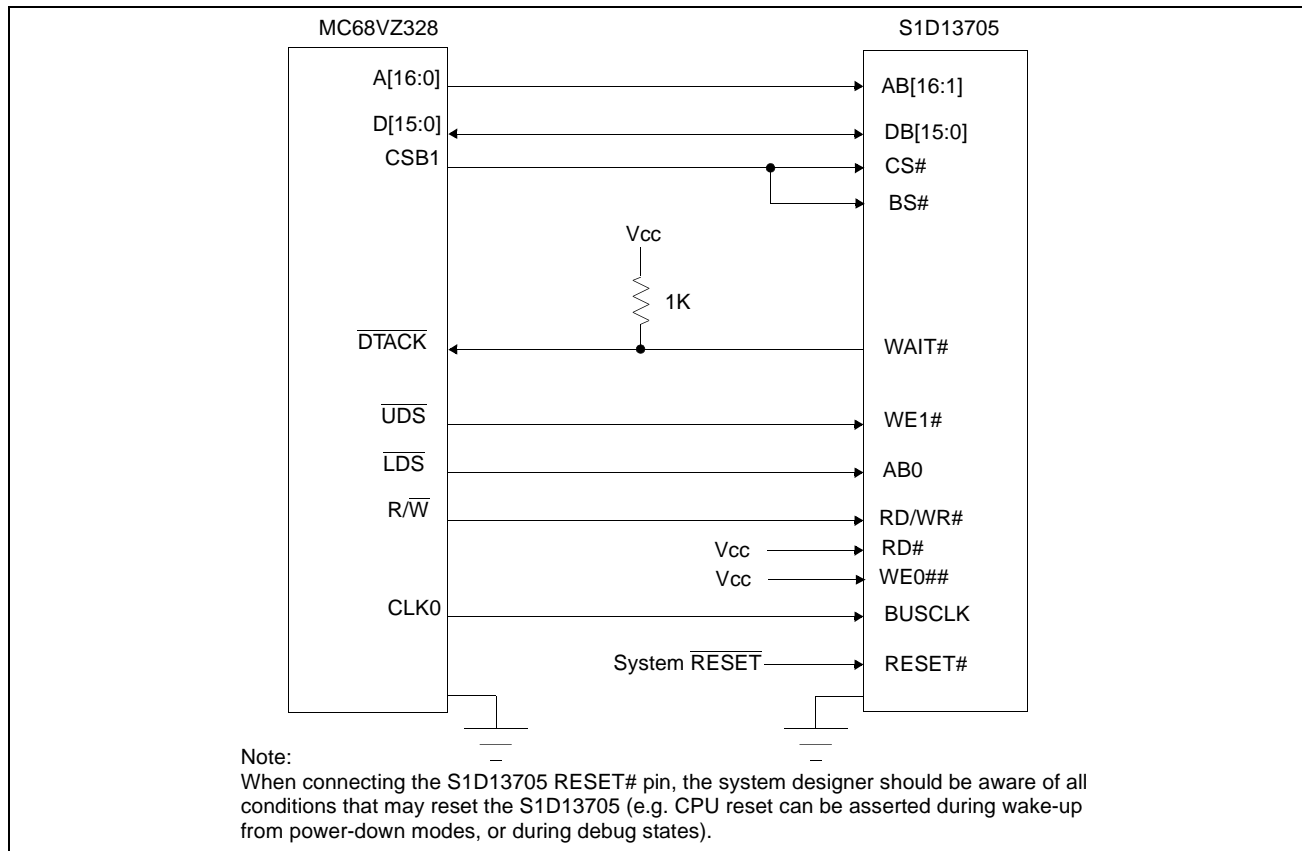 MC68VZ328 S1D13705
A[16:0] AB[16:1]
D[15:0] DB[15:0]
CSB1 CS#
BS#
Vcc
1K
DTACK WAIT#
UDS WE1#
LDS AB0
R/W RD/WR#
Vcc RD#
Vcc WE0##
CLK0 BUSCLK
System RESET RESET#
Note:
When connecting the S1D13705 RESET# pin, the system designer should be aware of all
conditions that may reset the S1D13705 (e.g. CPU reset can be asserted during wake-up
from power-down modes, or during debug states).